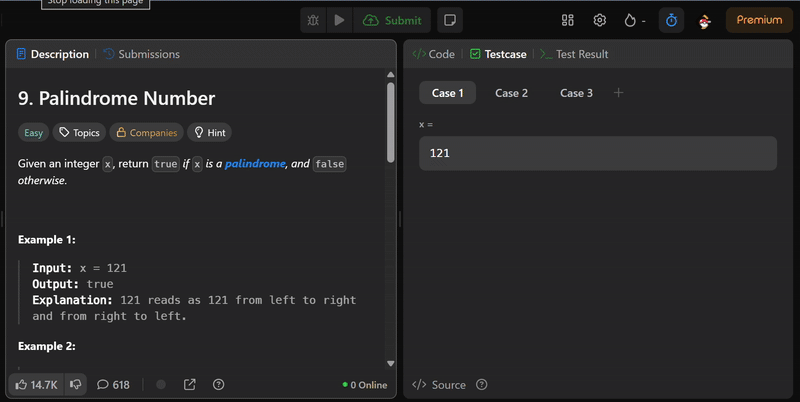 Stop loading this page
Submit
-
Premium
Description
Submissions
9. Palindrome Number
Easy
Topics
Companies
Hint
Given an integer x, return true if x is a palindrome, and false
otherwise.
Example 1:
Input: x = 121
Output: true
Explanation: 121 reads as 121 from left to right
and from right to left.
Example 2:
14.7K
618
0 Online
</> Code
Testcase
>_ Test Result
Case 1
Case 2
Case 3
+
x =
121
</> Source